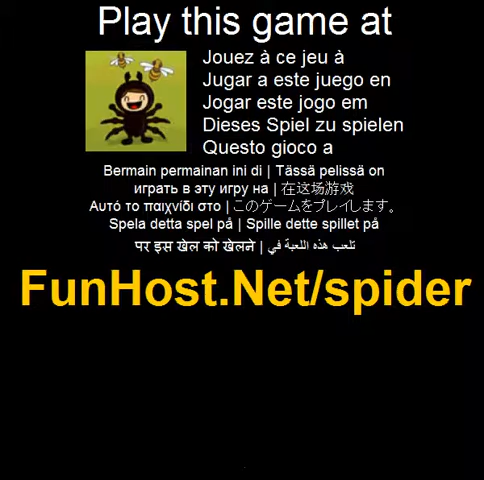 Play this game at
Jouez à ce jeu à
Jugar a este juego en
Jogar este jogo em
Dieses Spiel zu spielen
Questo gioco a
Bermain permainan ini di | Tässä pelissä on
играть в эту игру на | 在这场游戏
Αυτό το παιχνίδι στο | このゲームをプレイします。
Spela detta spel på | Spille dette spillet på
पर इस खेल को खेलने | تلعب هذه اللعبة في
FunHost.Net/spider